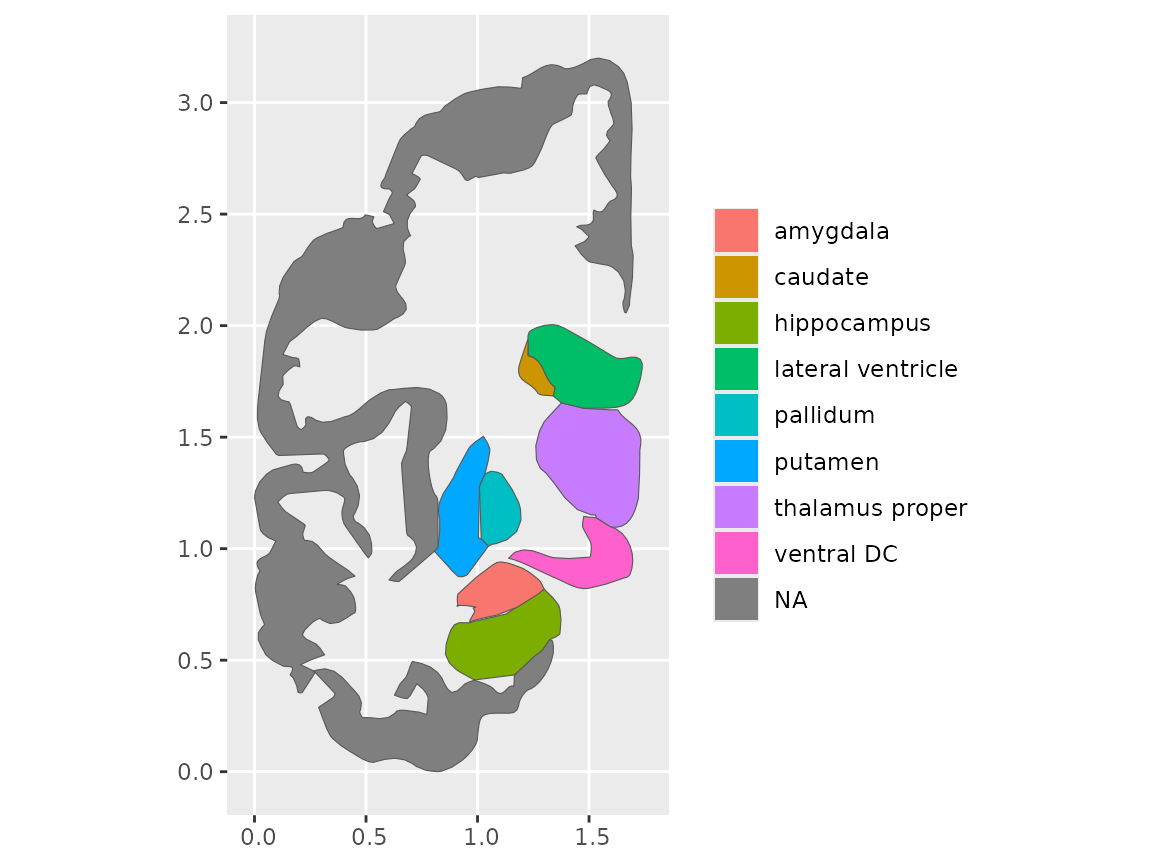 3.0
2.5
2.0
1.5
1.0
0.5
0.0
0.0 0.5 1.0 1.5
amygdala
caudate
hippocampus
lateral ventricle
pallidum
putamen
thalamus proper
ventral DC
NA